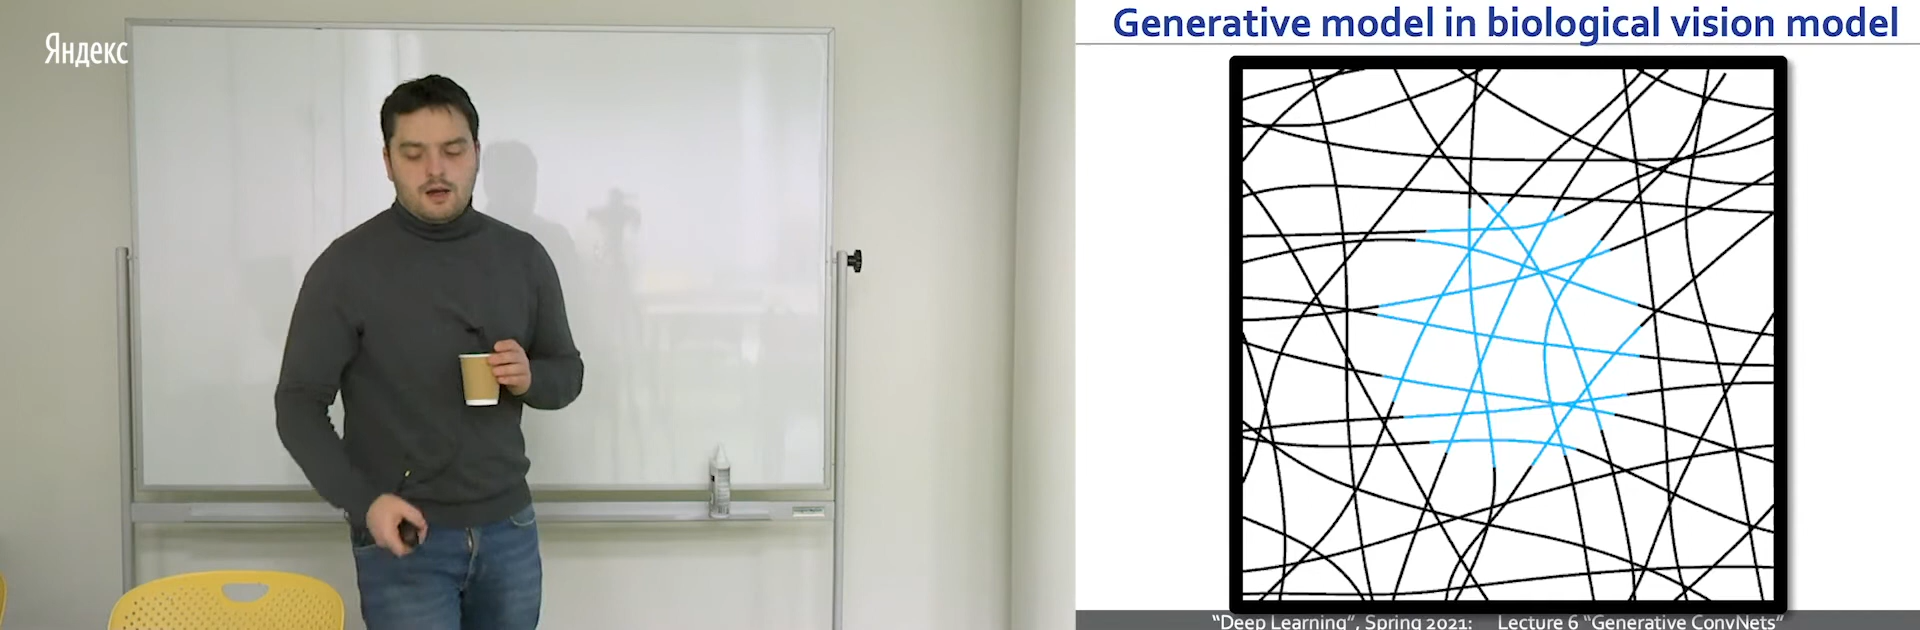 Яндекс
Generative model in biological vision model
“Deep Learning”, Spring 2021: Lecture 6 “Generative ConvNets”